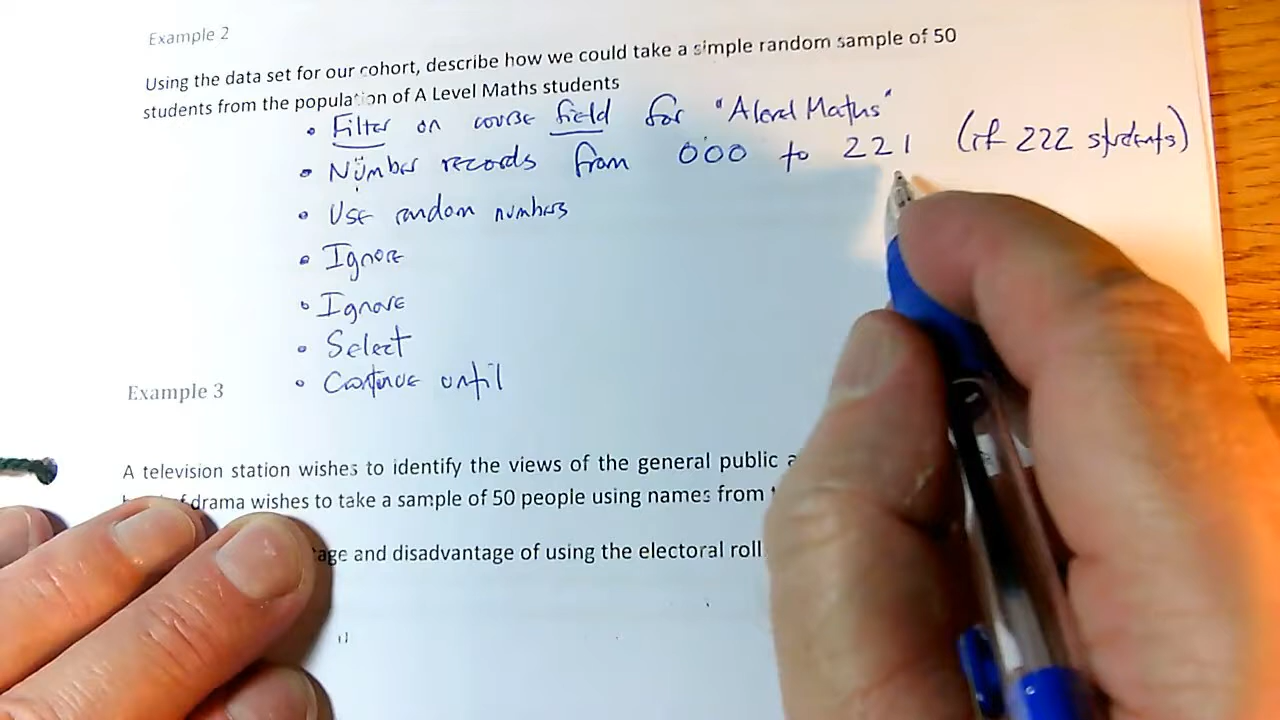 Example 2
Using the data set for our cohort, describe how we could take a simple random sample of 50
students from the population of A Level Maths students
• Filter on course field for "A level Maths"
• Number records from 000 to 221 (if 222 students)
• Use random numbers
• Ignore
• Ignore
• Select
• Continue until
Example 3
A television station wishes to identify the views of the general public
drama wishes to take a sample of 50 people using names from
and disadvantage of using the electoral roll